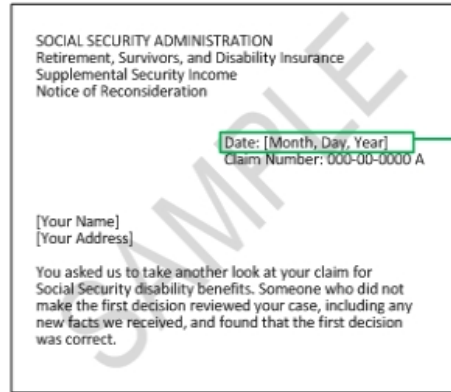 SOCIAL SECURITY ADMINISTRATION
Retirement, Survivors, and Disability Insurance
Supplemental Security Income
Notice of Reconsideration
Date: [Month, Day, Year]
Claim Number: 000-00-0000 A
[Your Name]
[Your Address]
You asked us to take another look at your claim for
Social Security disability benefits. Someone who did not
make the first decision reviewed your case, including any
new facts we received, and found that the first decision
was correct.
SAMPLE